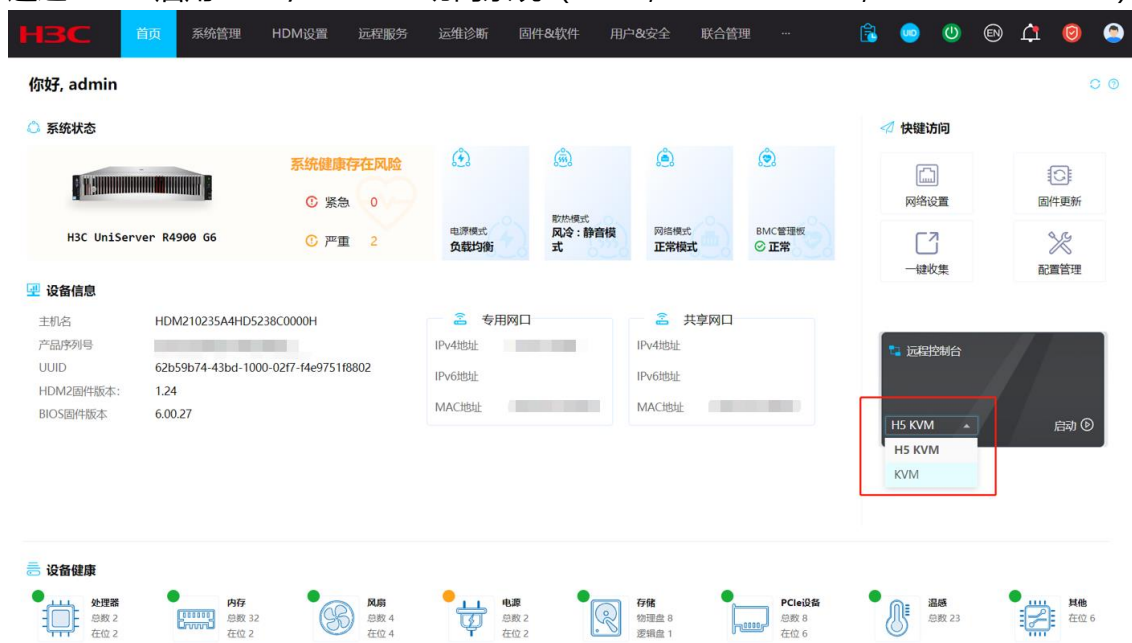 H3C 首页 系统管理 HDM设置 远程服务 运维诊断 固件&软件 用户&安全 联合管理 ... UID EN
你好, admin
系统状态
快键访问
系统健康存在风险
紧急 0
严重 2
H3C UniServer R4900 G6
电源模式
负载均衡
散热模式
风冷：静音模式
网络模式
正常模式
BMC管理板
正常
网络设置
固件更新
一键收集
配置管理
设备信息
主机名 HDM210235A4HD5238C0000H
产品序列号
UUID 62b59b74-43bd-1000-02f7-f4e9751f8802
HDM2固件版本: 1.24
BIOS固件版本 6.00.27
专用网口
IPv4地址
IPv6地址
MAC地址
共享网口
IPv4地址
IPv6地址
MAC地址
远程控制台
H5 KVM 启动
H5 KVM
KVM
设备健康
处理器
总数 2
在位 2
内存
总数 32
在位 2
风扇
总数 4
在位 4
电源
总数 2
在位 2
存储
物理盘 8
逻辑盘 1
PCIe设备
总数 8
在位 6
温感
总数 23
其他
在位 6